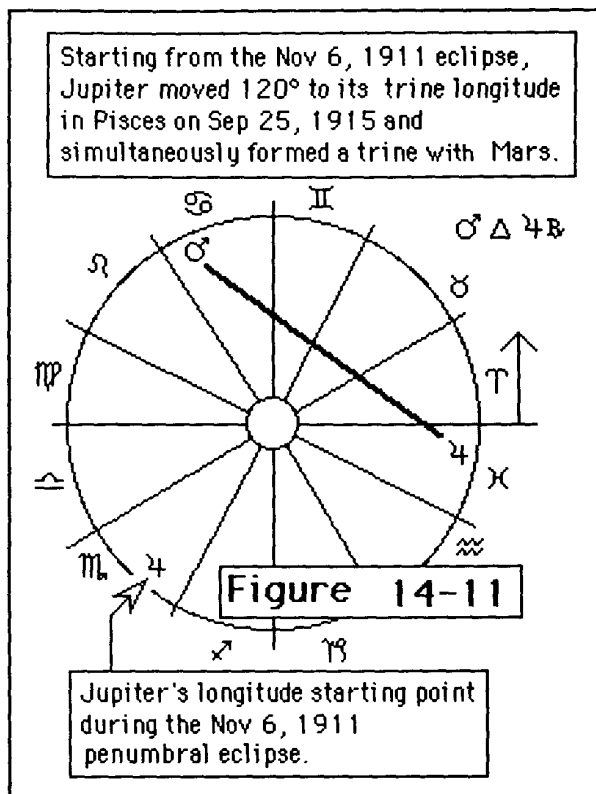 Starting from the Nov 6, 1911 eclipse,
Jupiter moved 120° to its trine longitude
in Pisces on Sep 25, 1915 and
simultaneously formed a trine with Mars.
♋ ♊
♂ ♂ △ ♃ ℞
♌ ♉
♍ ♈
♃
♎ ♓
♒
♏ ♃
Figure 14-11
♐ ♑
Jupiter's longitude starting point
during the Nov 6, 1911
penumbral eclipse.